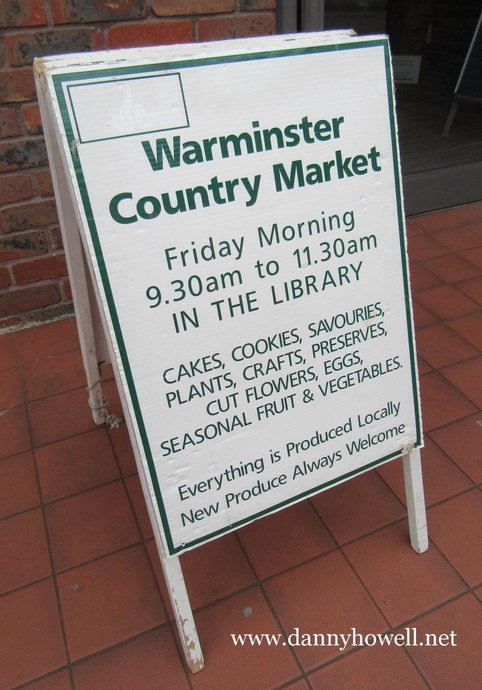 Warminster
Country Market
Friday Morning
9.30am to 11.30am
IN THE LIBRARY
CAKES, COOKIES, SAVOURIES,
PLANTS, CRAFTS, PRESERVES,
CUT FLOWERS, EGGS,
SEASONAL FRUIT & VEGETABLES.
Everything is Produced Locally
New Produce Always Welcome
www.dannyhowell.net